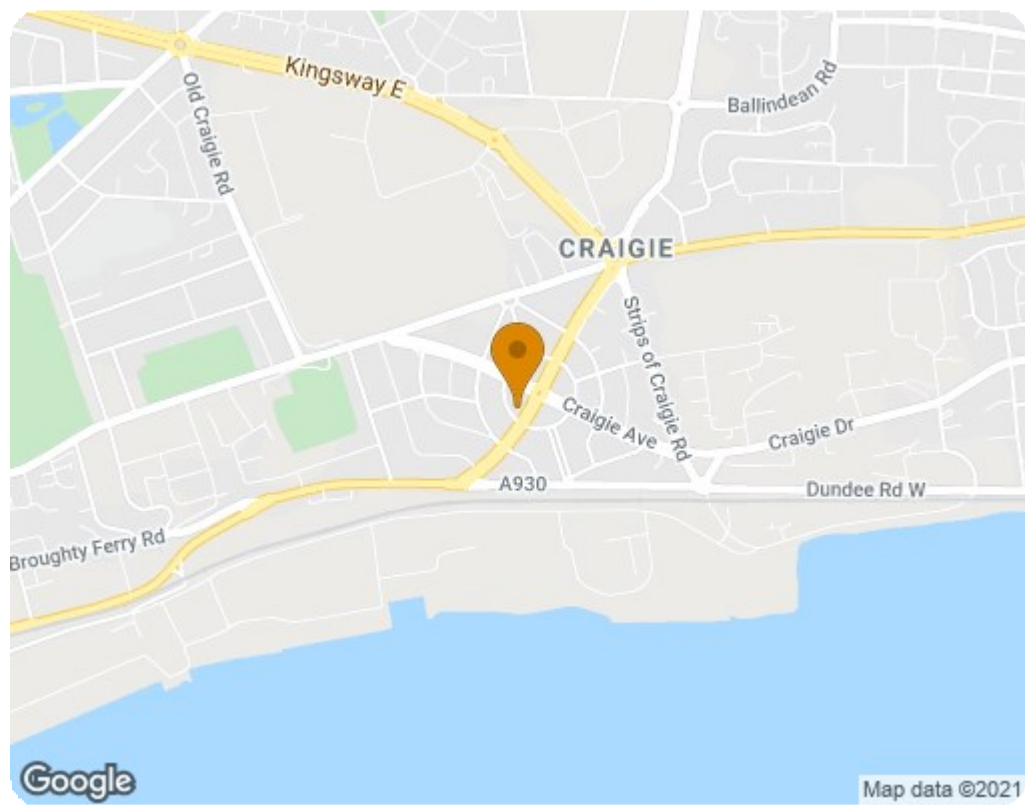 Kingsway E
Old Craigie Rd
Ballindean Rd
CRAIGIE
Strips of Craigie Rd
Craigie Ave
Craigie Dr
A930
Dundee Rd W
Broughty Ferry Rd
Google
Map data ©2021